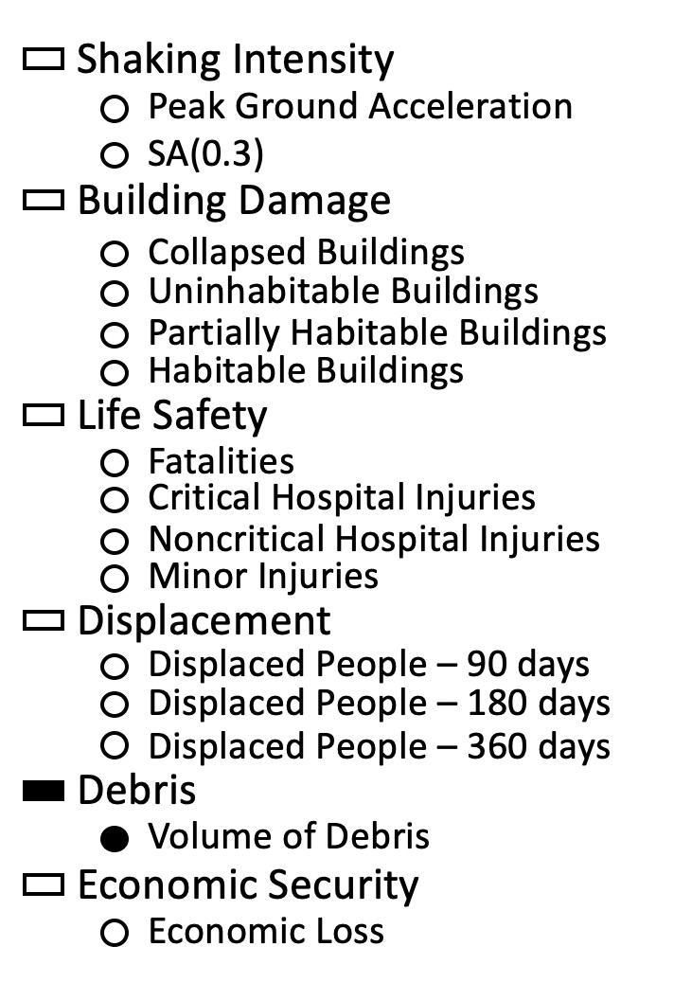 Shaking Intensity
Peak Ground Acceleration
SA(0.3)
Building Damage
Collapsed Buildings
Uninhabitable Buildings
Partially Habitable Buildings
Habitable Buildings
Life Safety
Fatalities
Critical Hospital Injuries
Noncritical Hospital Injuries
Minor Injuries
Displacement
Displaced People – 90 days
Displaced People – 180 days
Displaced People – 360 days
Debris
Volume of Debris
Economic Security
Economic Loss